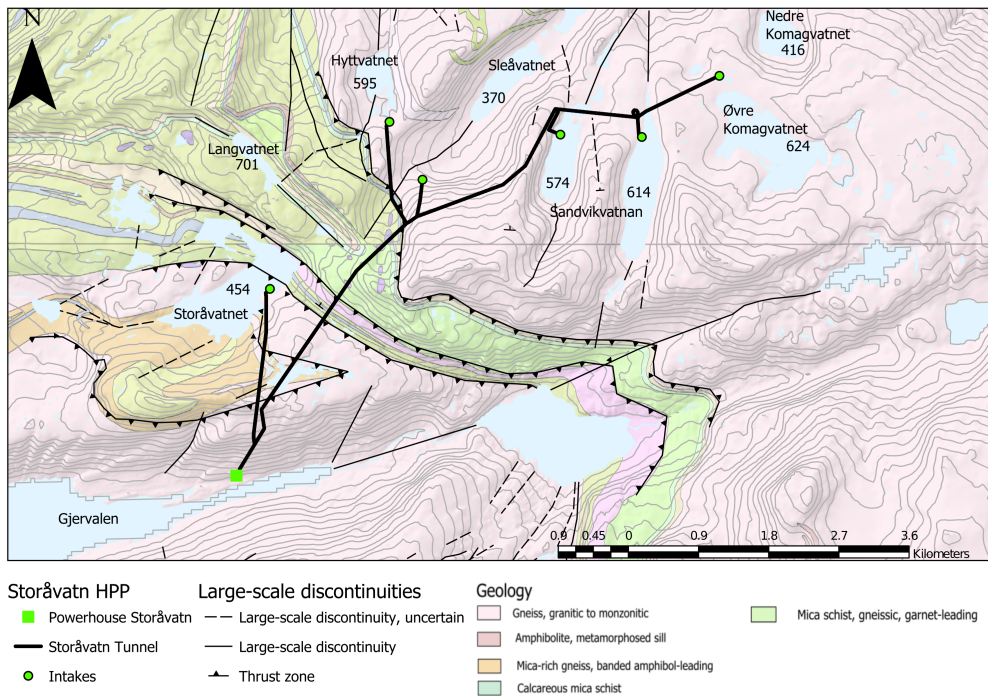 N
Nedre
Komagvatnet
416
Hyttvatnet
595
Sleåvatnet
370
Øvre
Komagvatnet
624
Langvatnet
701
574
614
Sandvikvatnan
454
Storåvatnet
Gjervalen
0.9 0.45 0 0.9 1.8 2.7 3.6
Kilometers
Storåvatn HPP
Powerhouse Storåvatn
Storåvatn Tunnel
Intakes
Large-scale discontinuities
Large-scale discontinuity, uncertain
Large-scale discontinuity
Thrust zone
Geology
Gneiss, granitic to monzonitic
Amphibolite, metamorphosed sill
Mica-rich gneiss, banded amphibol-leading
Calcareous mica schist
Mica schist, gneissic, garnet-leading